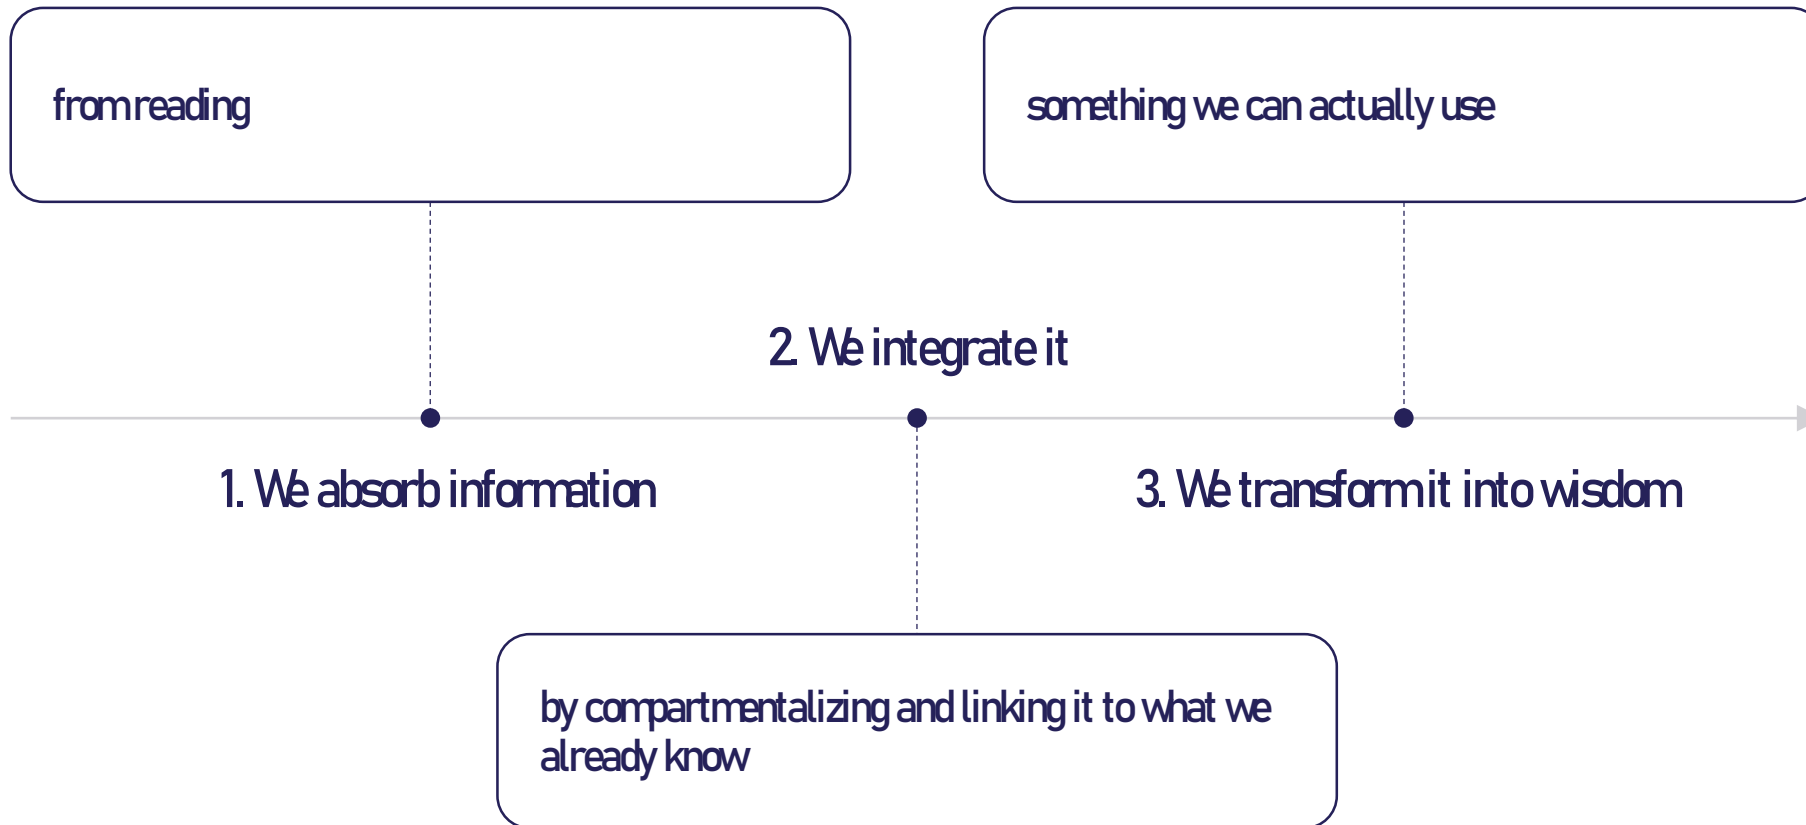 from reading
something we can actually use
2. We integrate it
1. We absorb information
3. We transform it into wisdom
by compartmentalizing and linking it to what we
already know